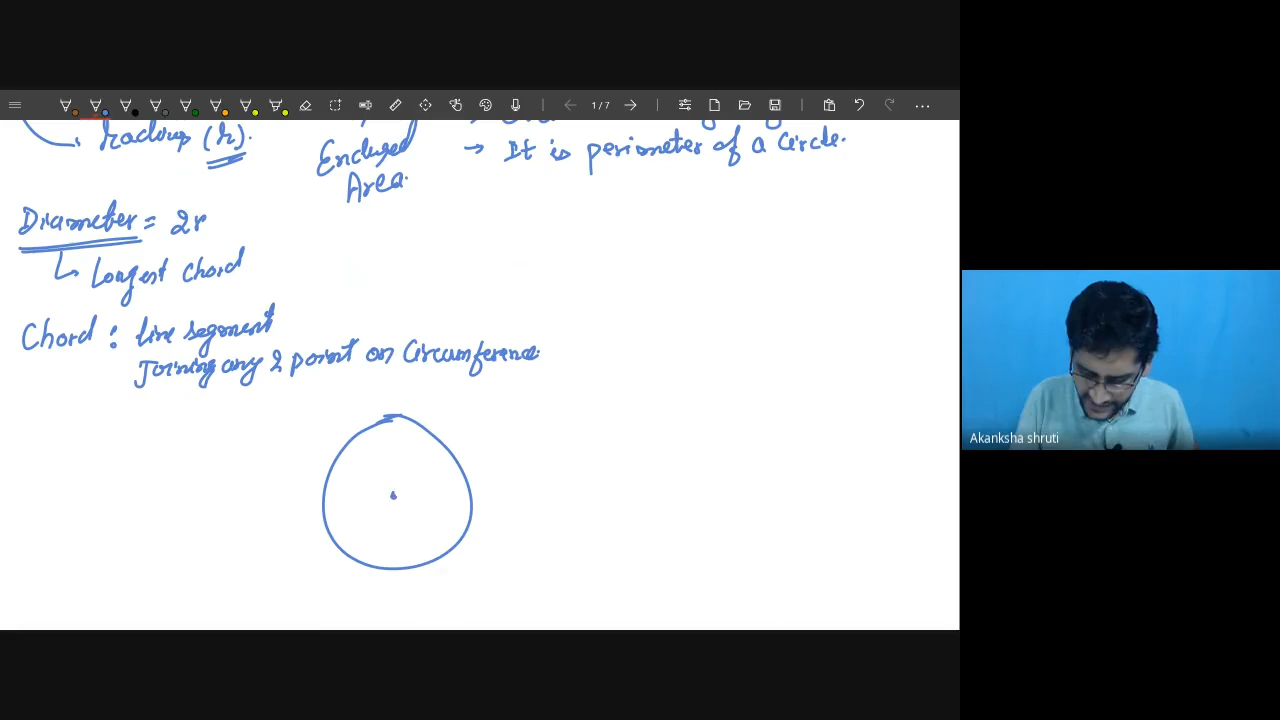 1/7
radius (r).
Enclosed
Area.
→ It is perimeter of a Circle.
Diameter = 2r
↳ Longest chord
Chord : line segment
Joining any 2 point on Circumference.
Akanksha shruti